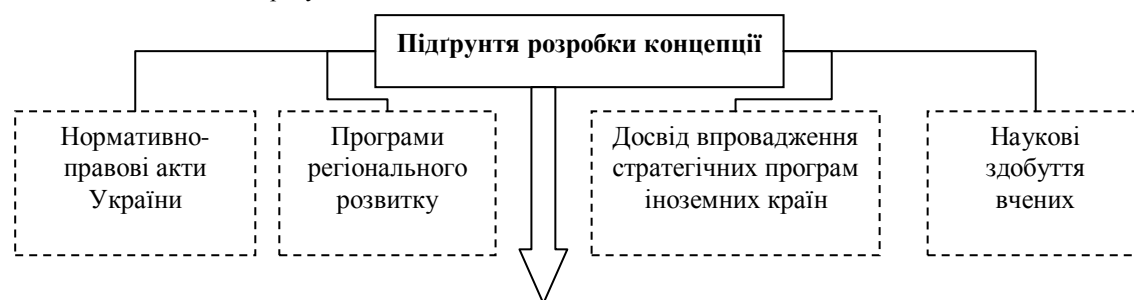 Підґрунтя розробки концепції
Нормативно-
правові акти
України
Програми
регіонального
розвитку
Досвід впровадження
стратегічних програм
іноземних країн
Наукові
здобуття
вчених